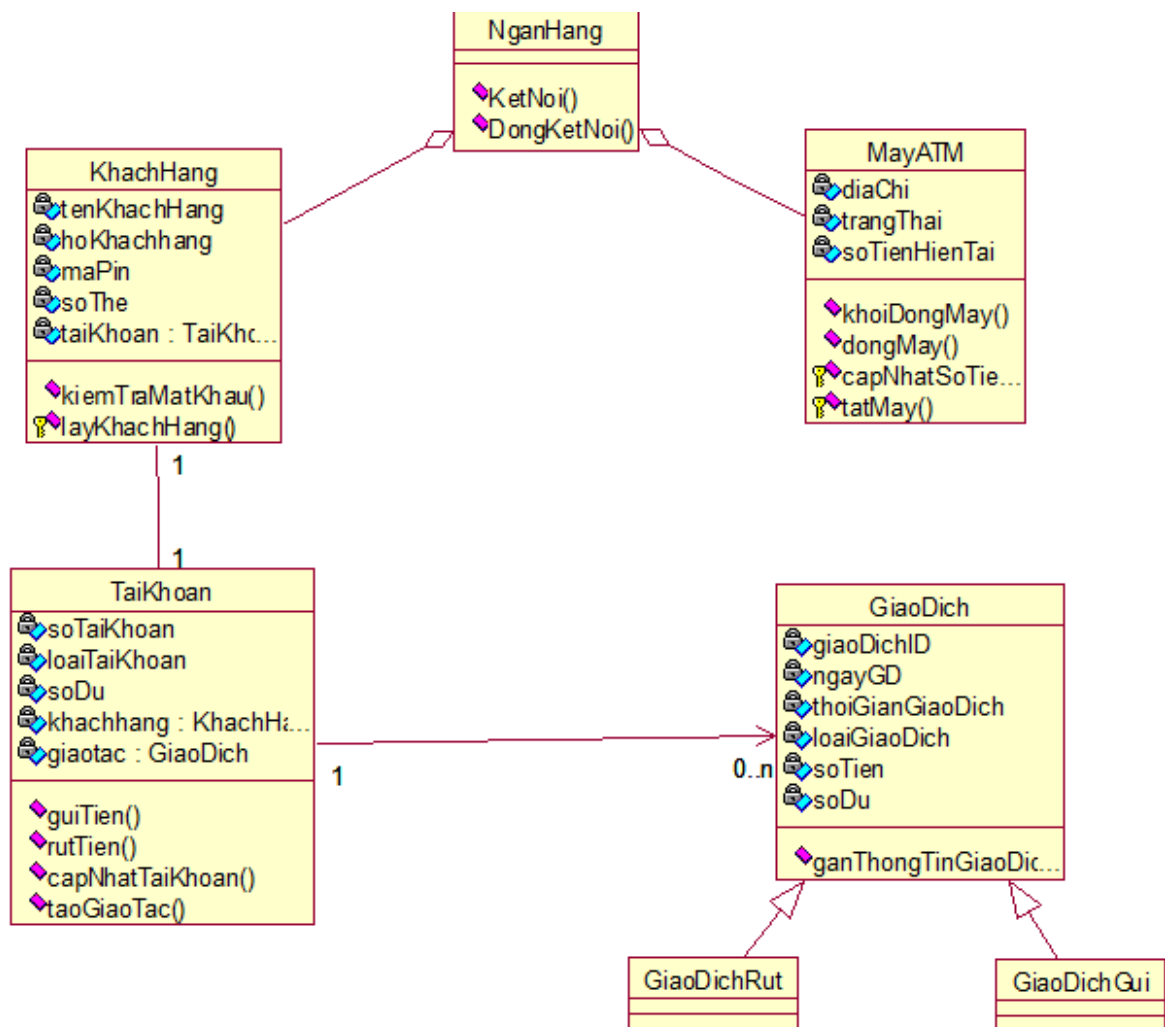 NganHang
KetNoi()
DongKetNoi()
KhachHang
tenKhachHang
hoKhachhang
maPin
soThe
taiKhoan : TaiKho...
kiemTraMatKhau()
layKhachHang()
MayATM
diaChi
trangThai
soTienHienTai
khoiDongMay()
dongMay()
capNhatSoTie...
tatMay()
1
1
TaiKhoan
soTaiKhoan
loaiTaiKhoan
soDu
khachhang : KhachHa...
giaotac : GiaoDich
guiTien()
rutTien()
capNhatTaiKhoan()
taoGiaoTac()
1
0..n
GiaoDich
giaoDichID
ngayGD
thoiGianGiaoDich
loaiGiaoDich
soTien
soDu
ganThongTinGiaoDic...
GiaoDichRut
GiaoDichGui